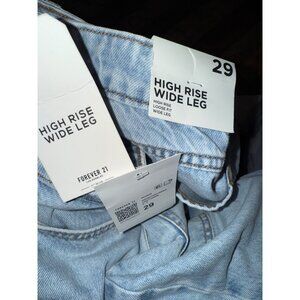 29
HIGH RISE
WIDE LEG
HIGH RISE
LOOSE FIT
WIDE LEG
HIGH RISE
WIDE LEG
FOREVER 21
29